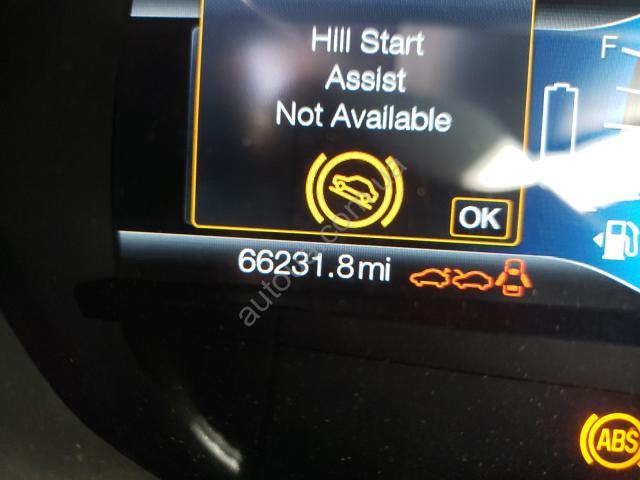 Hill Start
Assist
Not Available
OK
F
66231.8mi
ABS